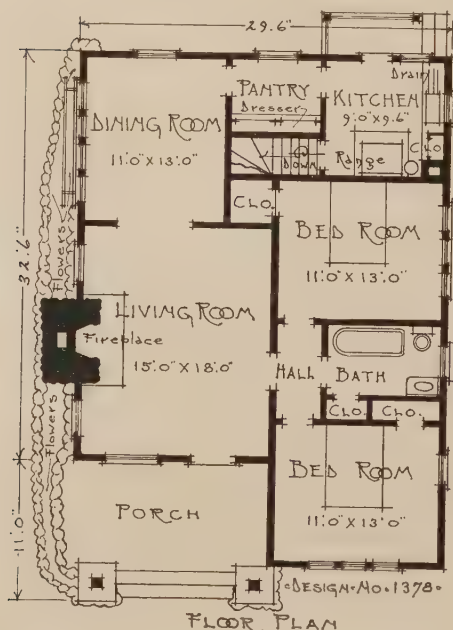 29.6"
PANTRY
Dresser
Drain
KITCHEN
9'.0"X9'.6"
DINING ROOM
11'.0"X13'.0"
DOWN
Range
CLO.
CLO.
BED ROOM
11'.0"X13'.0"
32'.6"
Flowers
LIVING ROOM
Fireplace
15'.0"X18'.0"
HALL
BATH
CLO.
CLO.
Flowers
BED ROOM
11'.0"X13'.0"
PORCH
11'.0"
DESIGN·NO·1378·
FLOOR PLAN